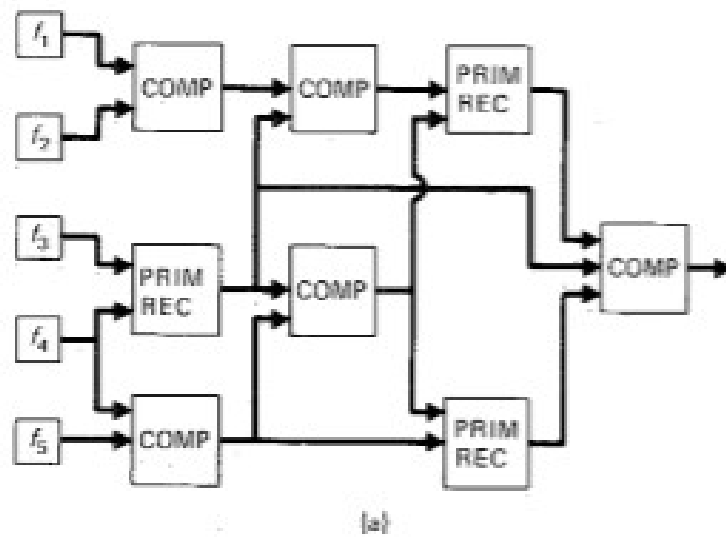 f₁
COMP
COMP
PRIM
REC
f₂
f₃
PRIM
REC
COMP
COMP
f₄
f₅
COMP
PRIM
REC
(a)